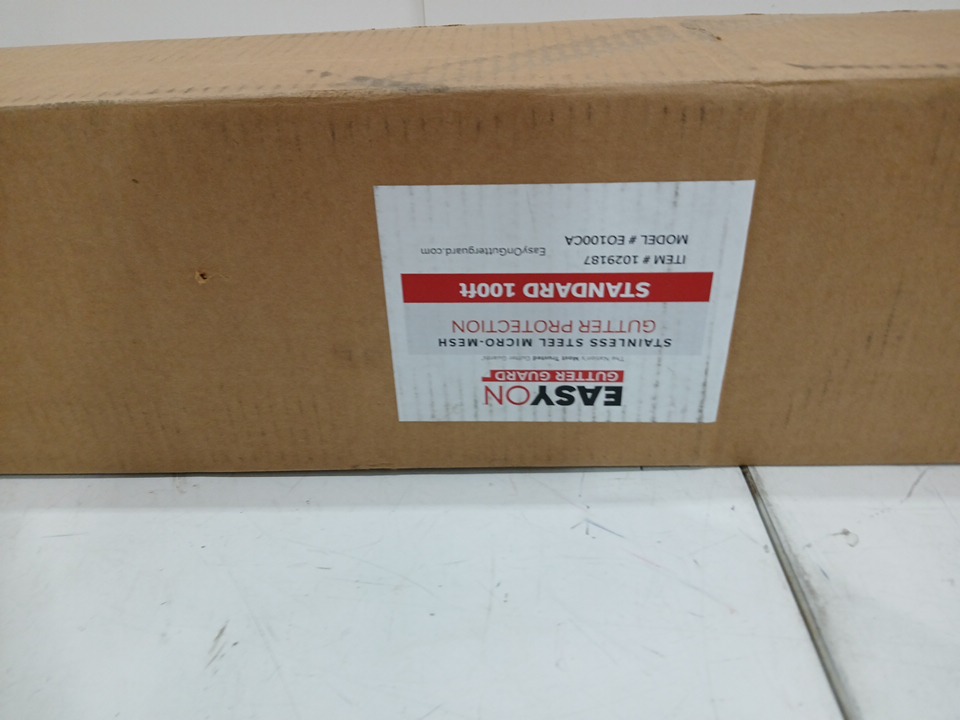 EASYON
GUTTER GUARD
The Nation's Most Trusted Gutter Guards
STAINLESS STEEL MICRO-MESH
GUTTER PROTECTION
STANDARD 100ft
ITEM # 1029187
MODEL # EO100CA EasyOnGutterguard.com